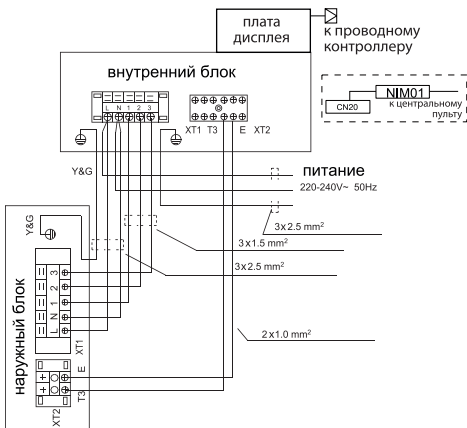 плата
дисплея
к проводному
контроллеру
внутренний блок
L N 1 2 3
XT1 T3 E XT2
NIM01
CN20
к центральному
пульту
Y&G
питание
220-240V~ 50Hz
3x2.5 mm²
3x1.5 mm²
3x2.5 mm²
2x1.0 mm²
наружный блок
Y&G
3
2
1
N
L
XT1
E
T3
XT2